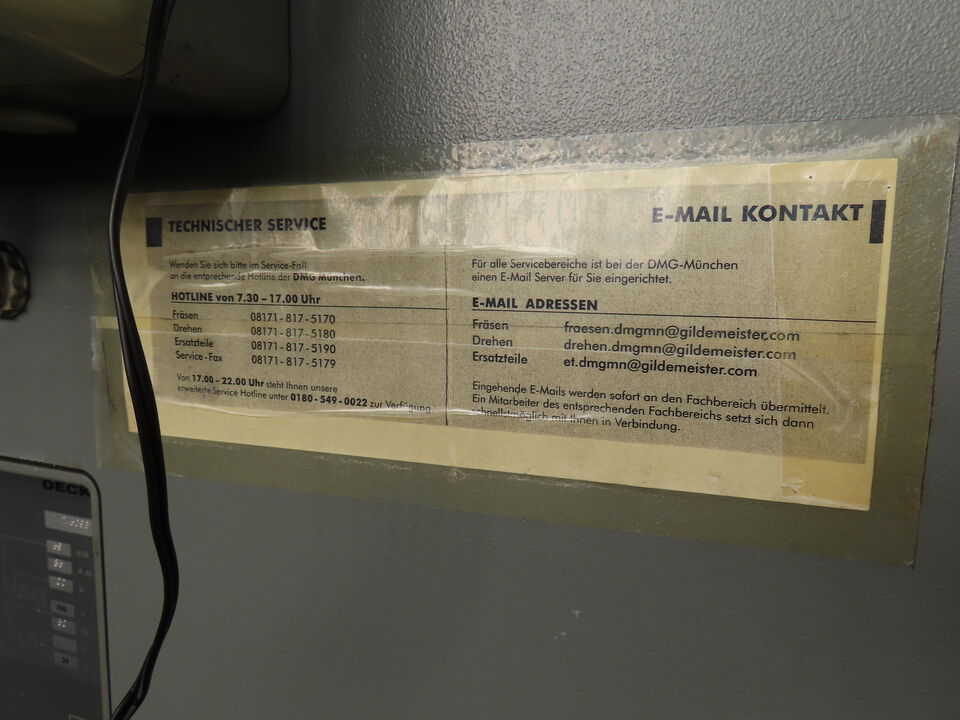 TECHNISCHER SERVICE
Wenden Sie sich bitte im Service-Fall
an die entprechende Hotline der DMG München.
HOTLINE von 7.30 – 17.00 Uhr
Fräsen 08171 - 817 - 5170
Drehen 08171 - 817 - 5180
Ersatzteile 08171 - 817 - 5190
Service - Fax 08171 - 817 - 5179
Von 17.00 – 22.00 Uhr steht Ihnen unsere
erweiterte Service Hotline unter 0180 - 549 - 0022 zur Verfügung
E-MAIL KONTAKT
Für alle Servicebereiche ist bei der DMG-München
einen E-Mail Server für Sie eingerichtet.
E-MAIL ADRESSEN
Fräsen fraesen.dmgmn@gildemeister.com
Drehen drehen.dmgmn@gildemeister.com
Ersatzteile et.dmgmn@gildemeister.com
Eingehende E-Mails werden sofort an den Fachbereich übermittelt.
Ein Mitarbeiter des entsprechenden Fachbereichs setzt sich dann
schnellstmöglich mit Ihnen in Verbindung.
DECK
400
24